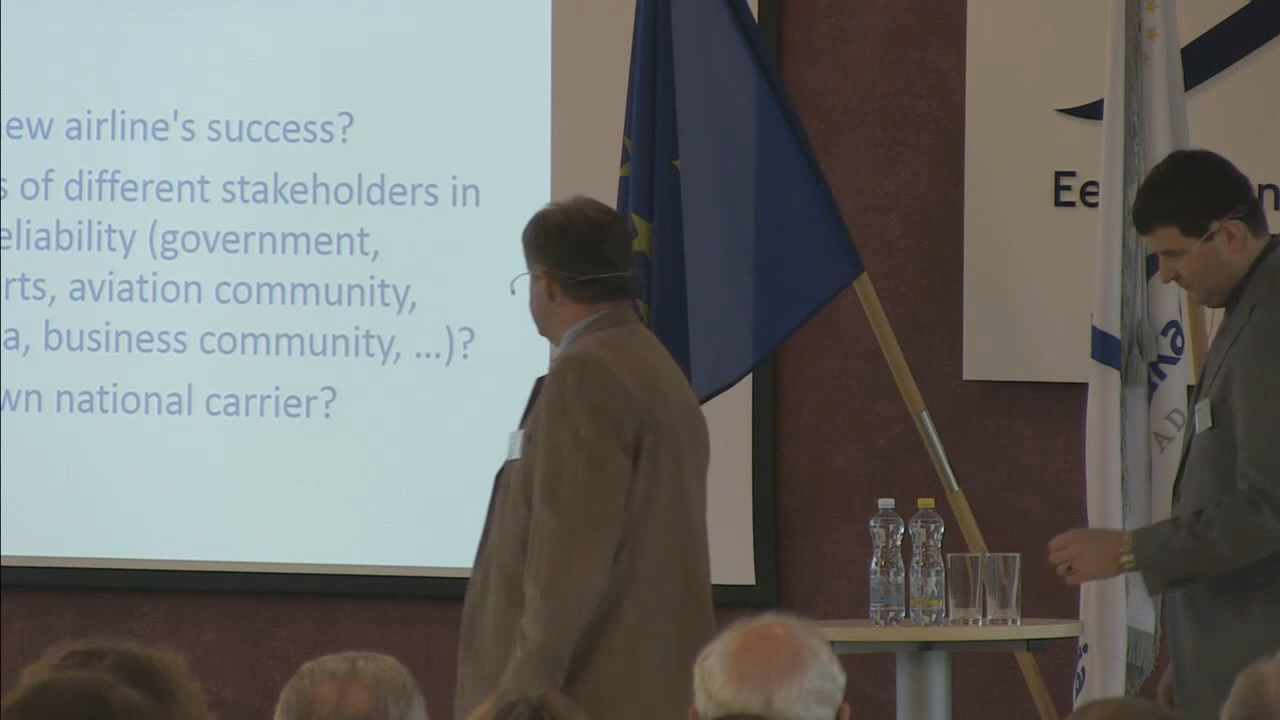 ew airline's success?
s of different stakeholders in
eliability (government,
rts, aviation community,
a, business community, ...)?
wn national carrier?
Ee
n
ka
AD